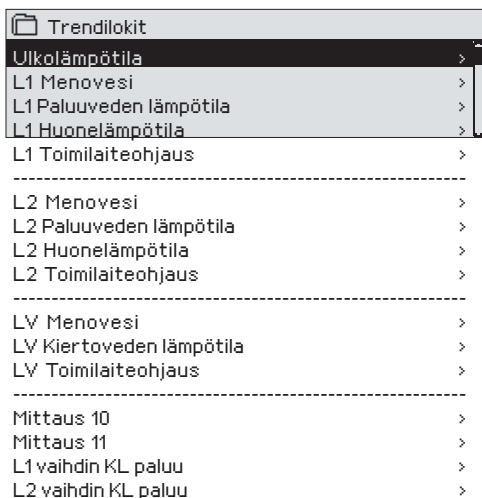 Trendilokit
Ulkolämpötila >
L1 Menovesi >
L1 Paluuveden lämpötila >
L1 Huonelämpötila >
L1 Toimilaiteohjaus >
------------------------------------------------------------
L2 Menovesi >
L2 Paluuveden lämpötila >
L2 Huonelämpötila >
L2 Toimilaiteohjaus >
------------------------------------------------------------
LV Menovesi >
LV Kiertoveden lämpötila >
LV Toimilaiteohjaus >
------------------------------------------------------------
Mittaus 10 >
Mittaus 11 >
L1 vaihdin KL paluu >
L2 vaihdin KL paluu >